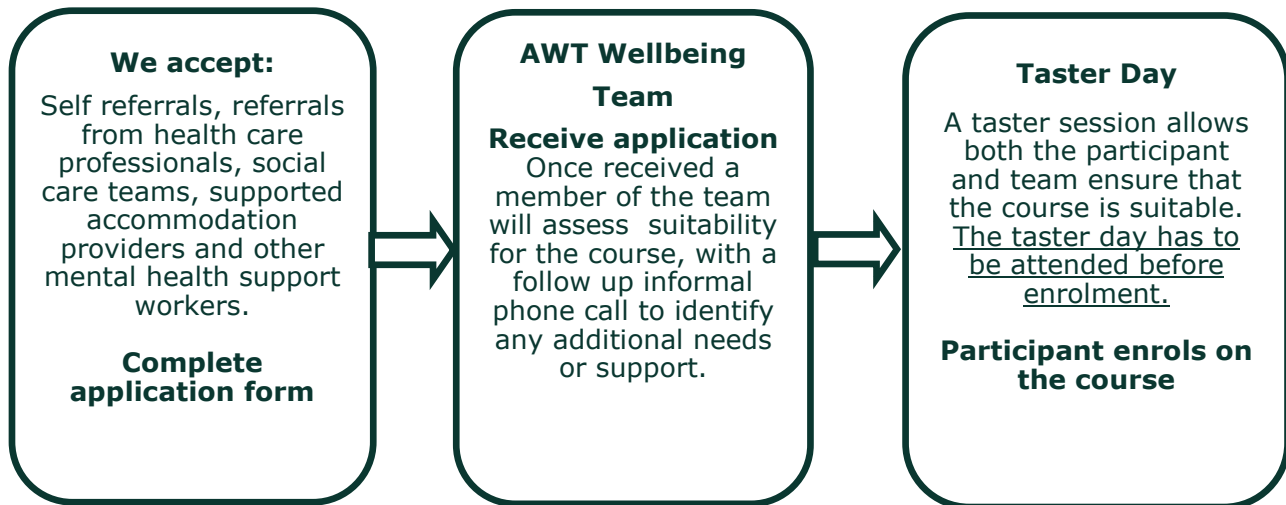 We accept:
Self referrals, referrals
from health care
professionals, social
care teams, supported
accommodation
providers and other
mental health support
workers.
Complete
application form
AWT Wellbeing
Team
Receive application
Once received a
member of the team
will assess suitability
for the course, with a
follow up informal
phone call to identify
any additional needs
or support.
Taster Day
A taster session allows
both the participant
and team ensure that
the course is suitable.
The taster day has to
be attended before
enrolment.
Participant enrols on
the course